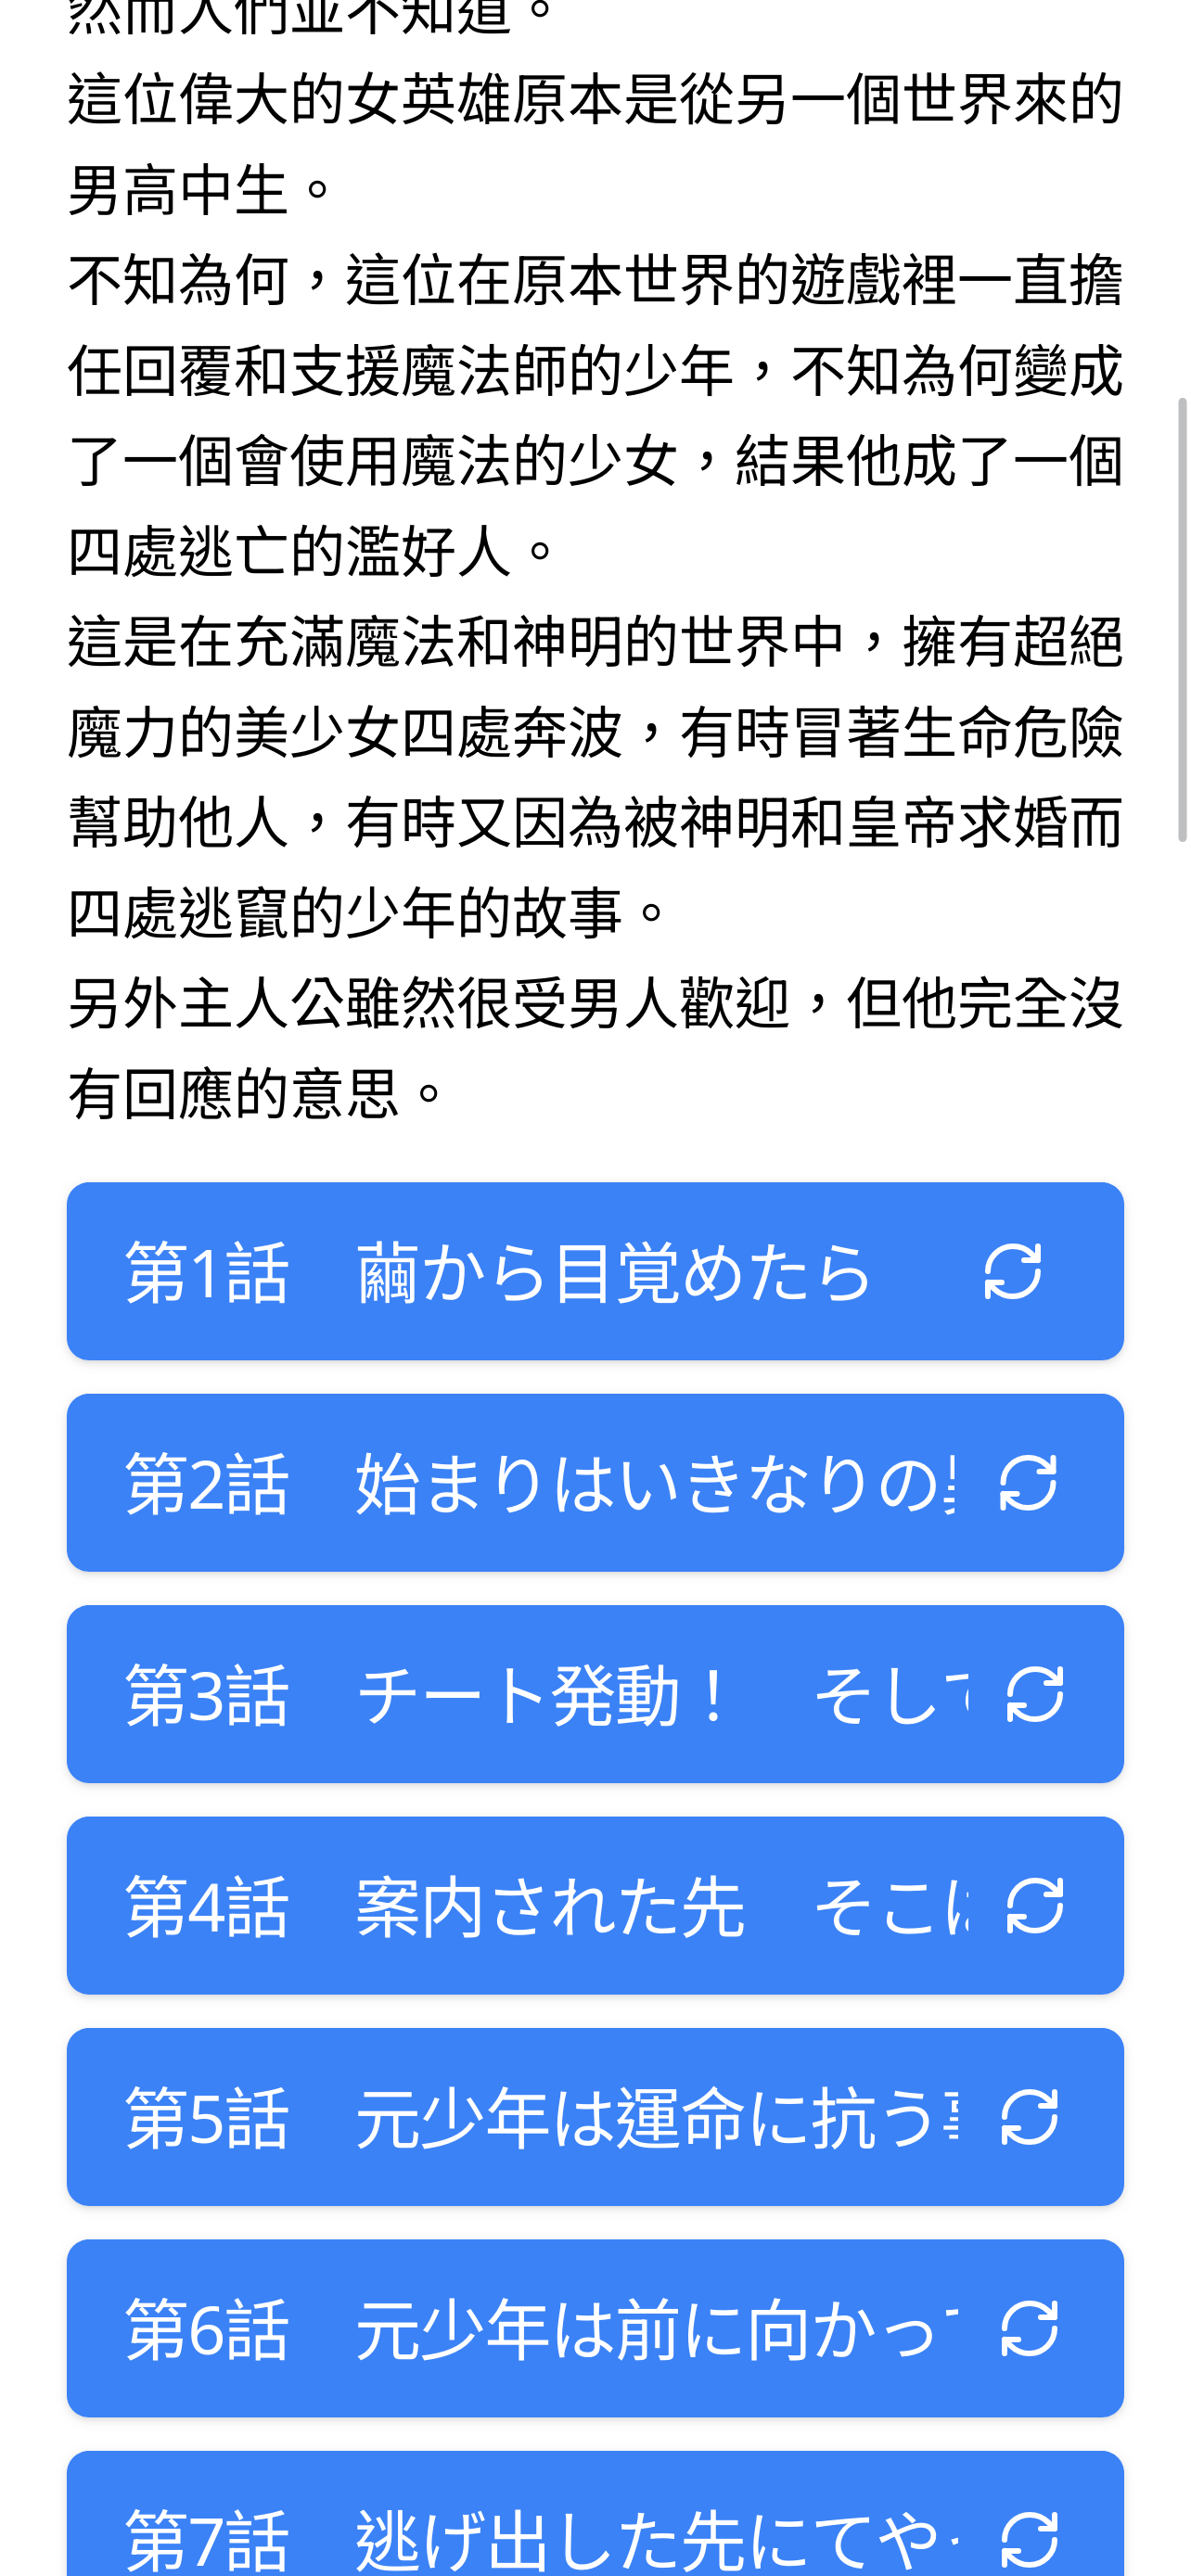 然而人們並不知道。
這位偉大的女英雄原本是從另一個世界來的
男高中生。
不知為何，這位在原本世界的遊戲裡一直擔
任回覆和支援魔法師的少年，不知為何變成
了一個會使用魔法的少女，結果他成了一個
四處逃亡的濫好人。
這是在充滿魔法和神明的世界中，擁有超絕
魔力的美少女四處奔波，有時冒著生命危險
幫助他人，有時又因為被神明和皇帝求婚而
四處逃竄的少年的故事。
另外主人公雖然很受男人歡迎，但他完全沒
有回應的意思。
第1話　繭から目覚めたら
第2話　始まりはいきなりの
第3話　チート発動！　そして
第4話　案内された先　そこは
第5話　元少年は運命に抗う
第6話　元少年は前に向かって
第7話　逃げ出した先にてや